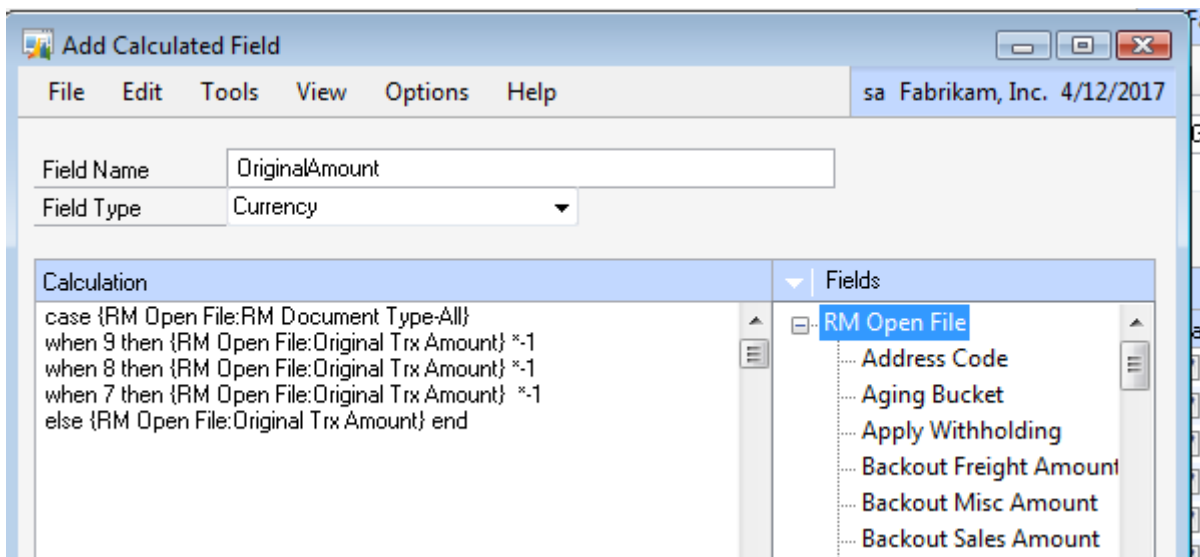 Add Calculated Field
File Edit Tools View Options Help
sa Fabrikam, Inc. 4/12/2017
Field Name OriginalAmount
Field Type Currency
Calculation
case {RM Open File:RM Document Type-All}
when 9 then {RM Open File:Original Trx Amount} *-1
when 8 then {RM Open File:Original Trx Amount} *-1
when 7 then {RM Open File:Original Trx Amount}  *-1
else {RM Open File:Original Trx Amount} end
Fields
RM Open File
Address Code
Aging Bucket
Apply Withholding
Backout Freight Amount
Backout Misc Amount
Backout Sales Amount